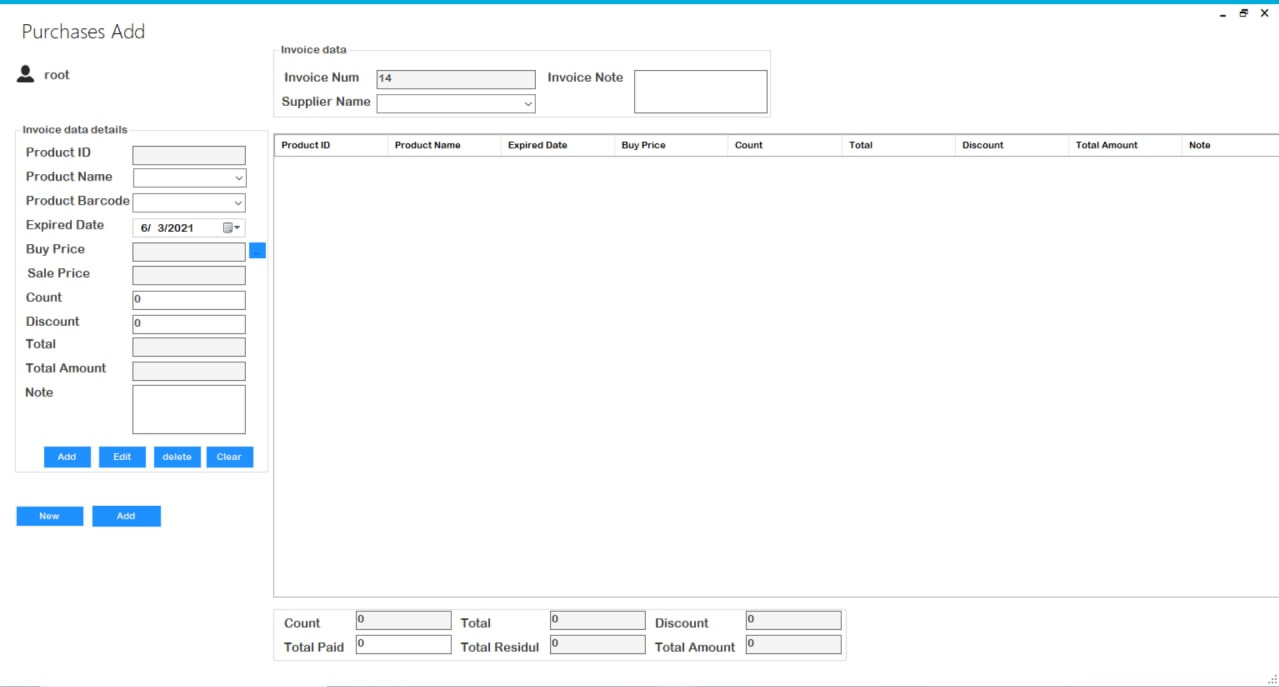 Purchases Add
root
Invoice data
Invoice Num 14 Invoice Note
Supplier Name
Invoice data details
Product ID
Product Name
Product Barcode
Expired Date 6/ 3/2021
Buy Price ..
Sale Price
Count 0
Discount 0
Total
Total Amount
Note
Add Edit delete Clear
New Add
Product ID Product Name Expired Date Buy Price Count Total Discount Total Amount Note
Count 0 Total 0 Discount 0
Total Paid 0 Total Residul 0 Total Amount 0